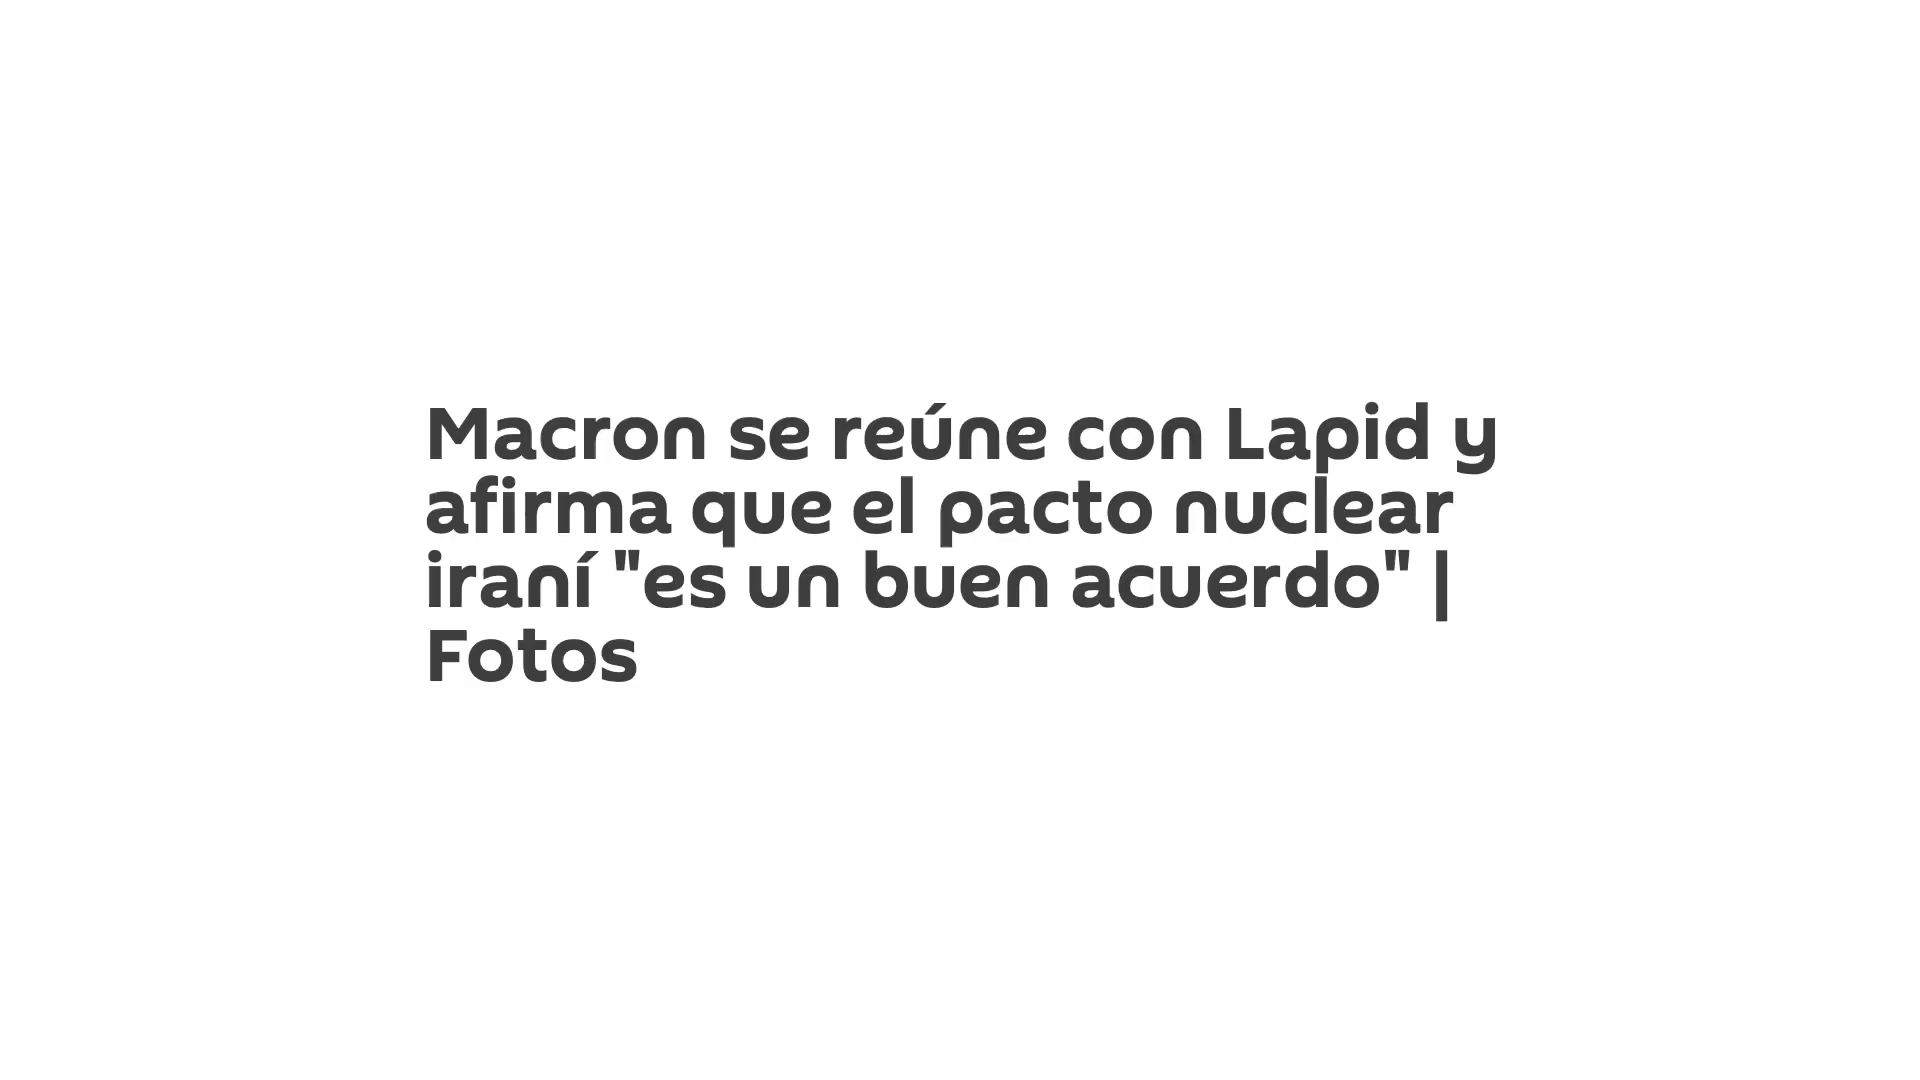 Macron se reúne con Lapid y
afirma que el pacto nuclear
iraní "es un buen acuerdo" |
Fotos